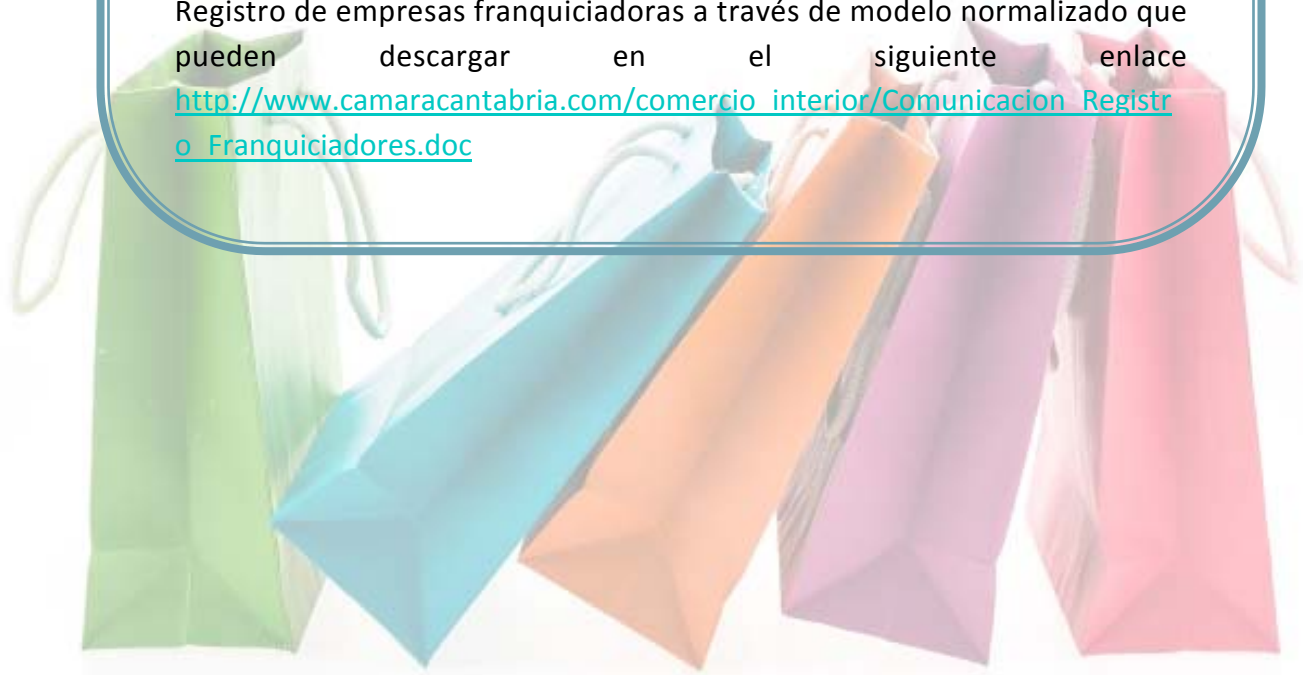 Registro de empresas franquiciadoras a través de modelo normalizado que
pueden descargar en el siguiente enlace
http://www.camaracantabria.com/comercio_interior/Comunicacion_Registr
o_Franquiciadores.doc